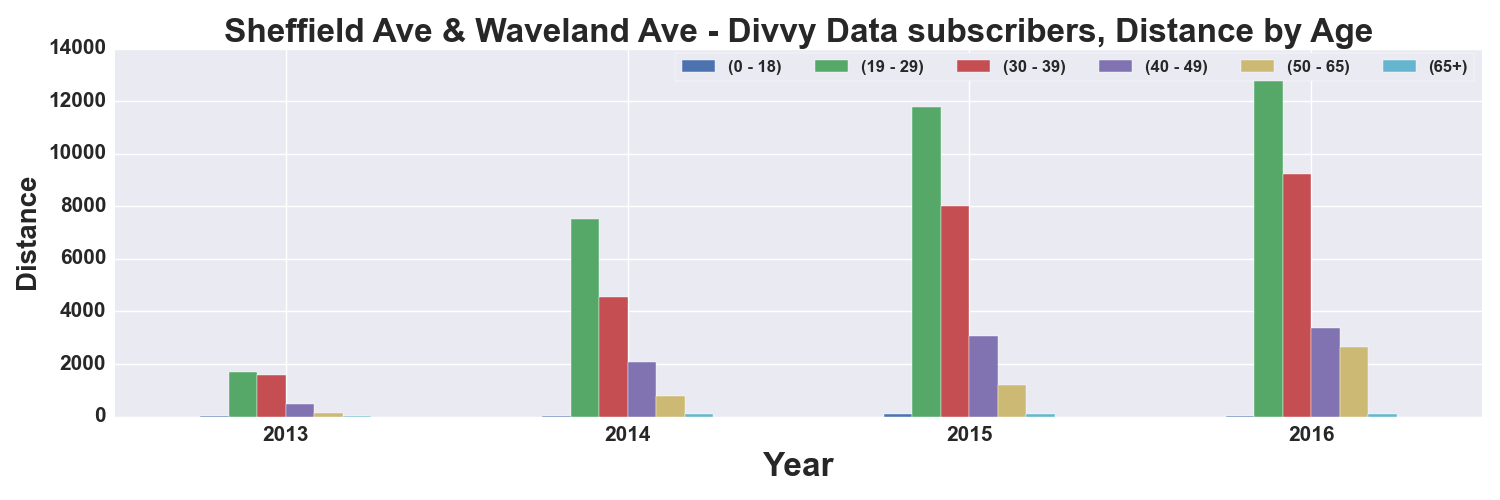 Sheffield Ave & Waveland Ave - Divvy Data subscribers, Distance by Age
14000
12000
10000
8000
6000
4000
2000
0
Distance
(0 - 18) (19 - 29) (30 - 39) (40 - 49) (50 - 65) (65+)
2013 2014 2015 2016
Year